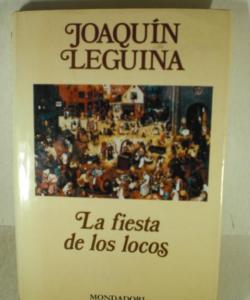 JOAQUÍN
LEGUINA
La fiesta
de los locos
MONDADORI